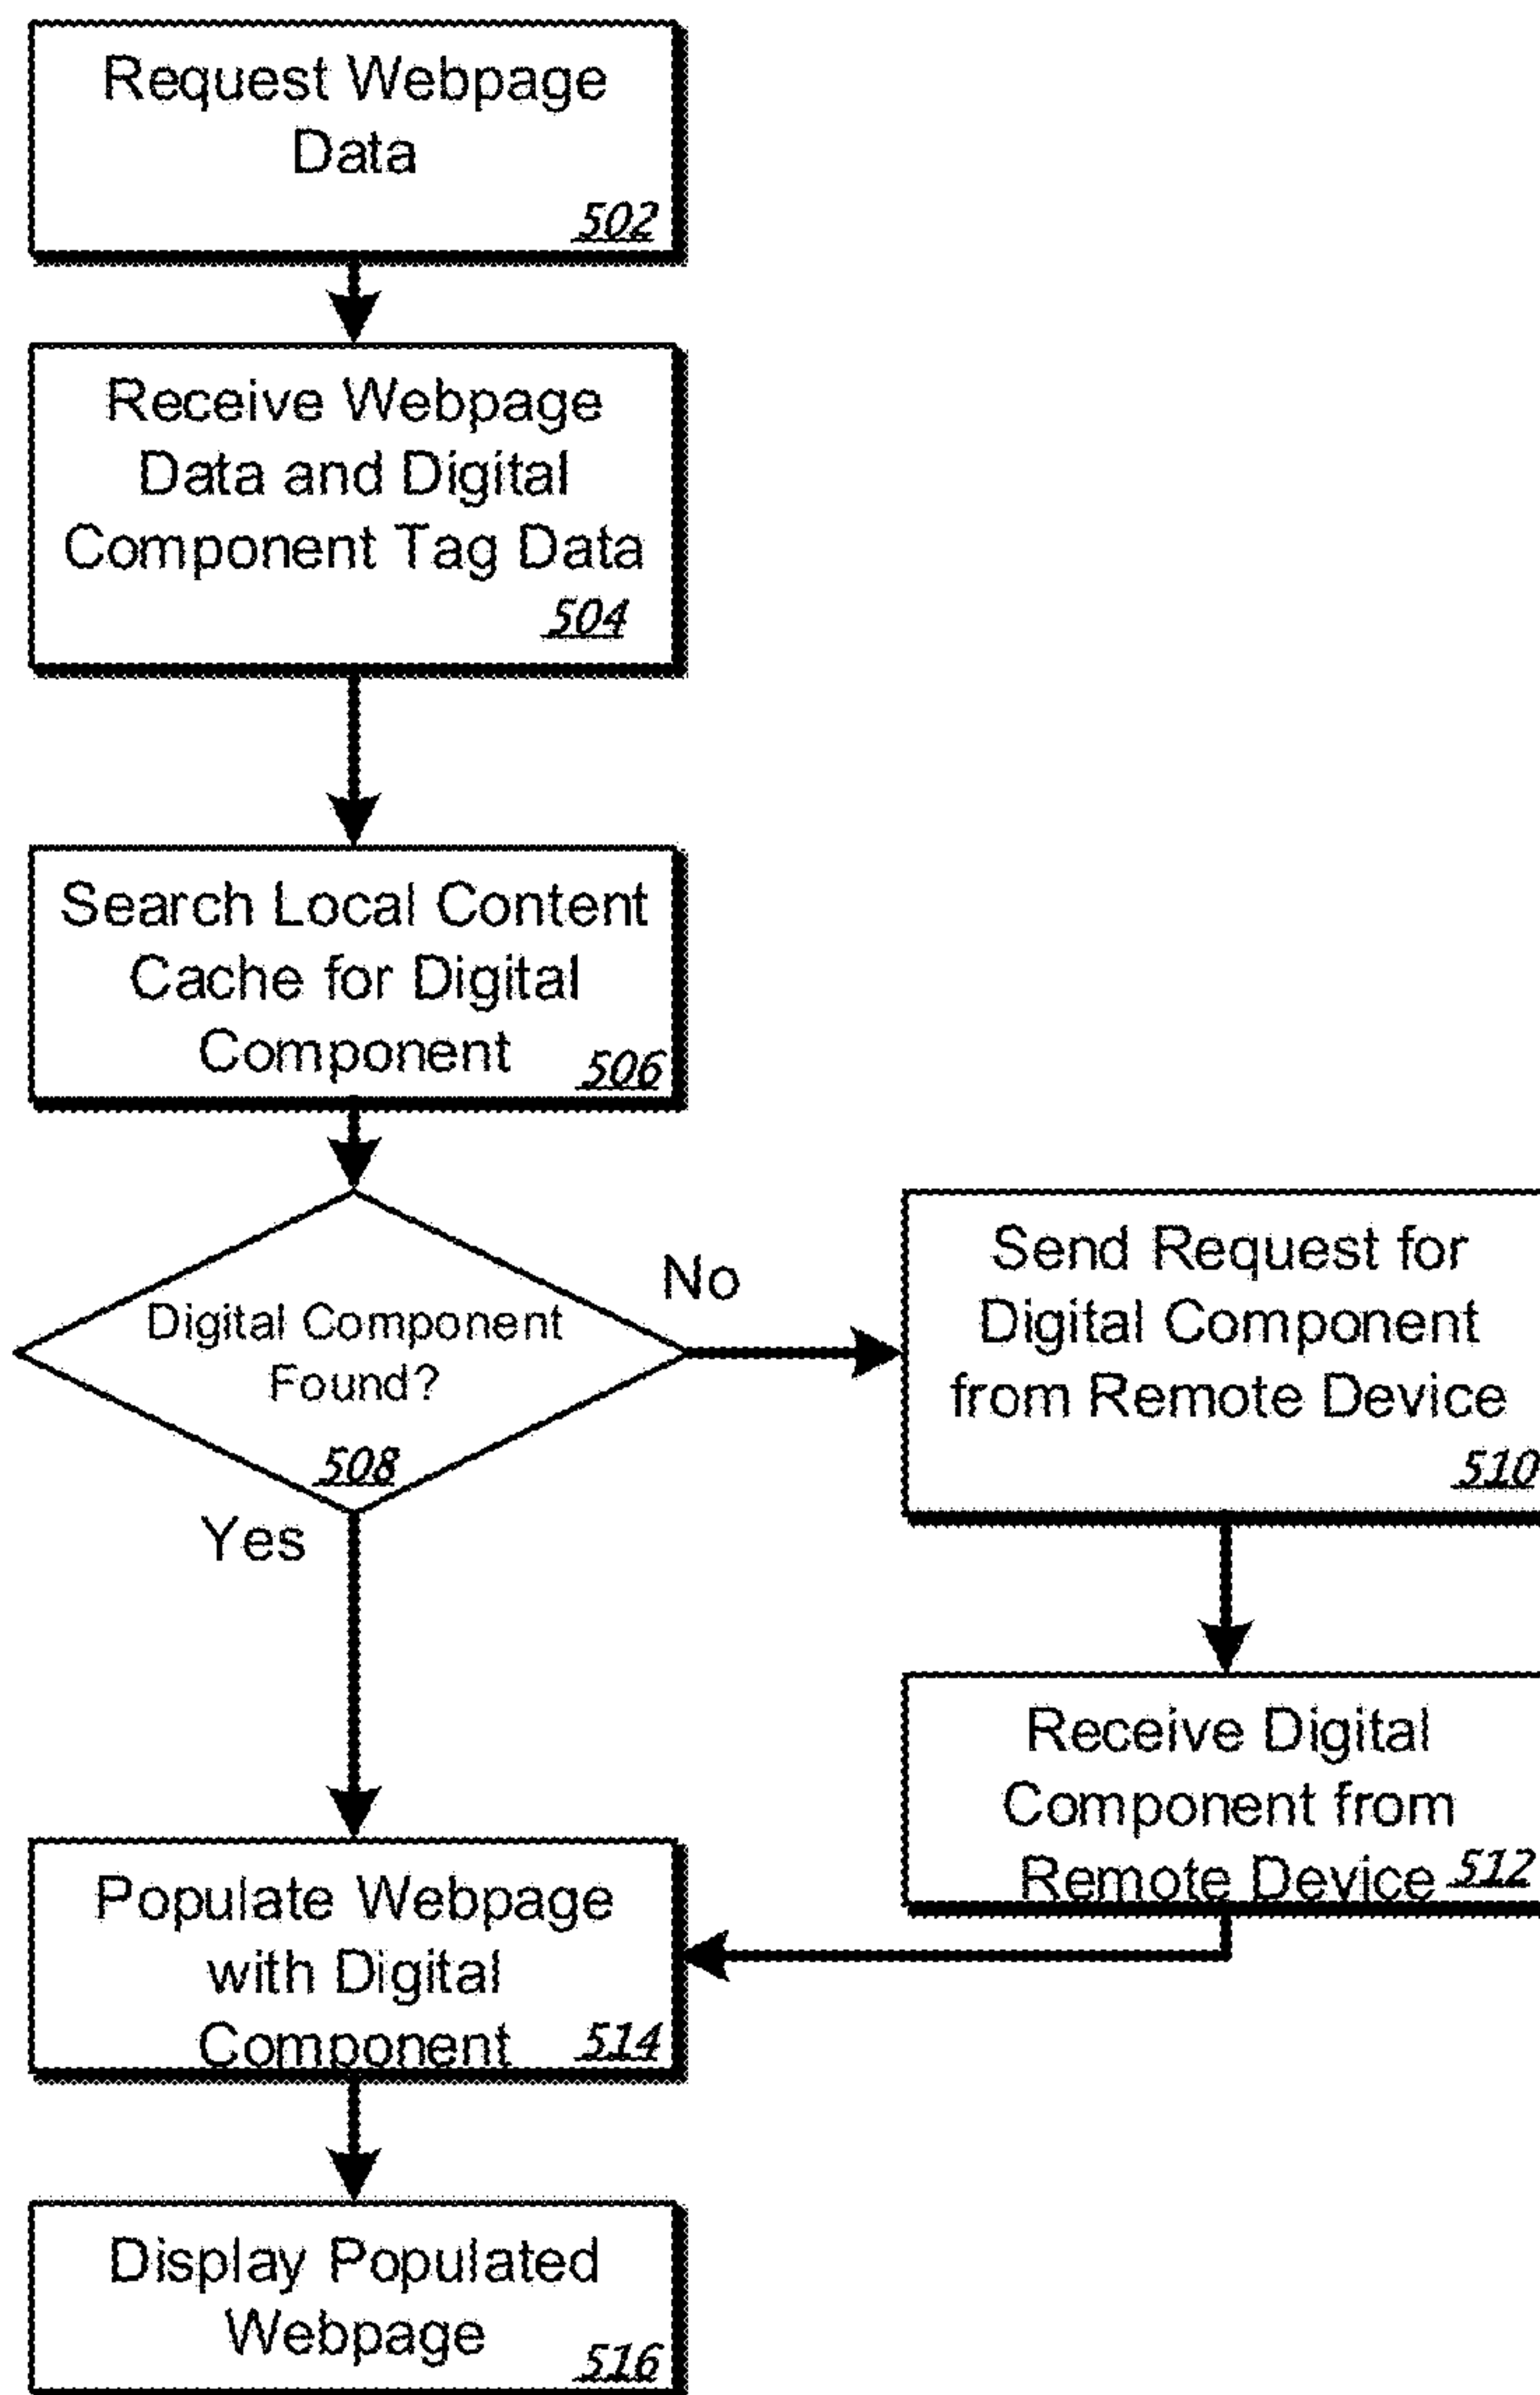 Request Webpage
Data
502
Receive Webpage
Data and Digital
Component Tag Data
504
Search Local Content
Cache for Digital
Component 506
Digital Component
Found?
508
No
Yes
Send Request for
Digital Component
from Remote Device
510
Receive Digital
Component from
Remote Device 512
Populate Webpage
with Digital
Component 514
Display Populated
Webpage
516